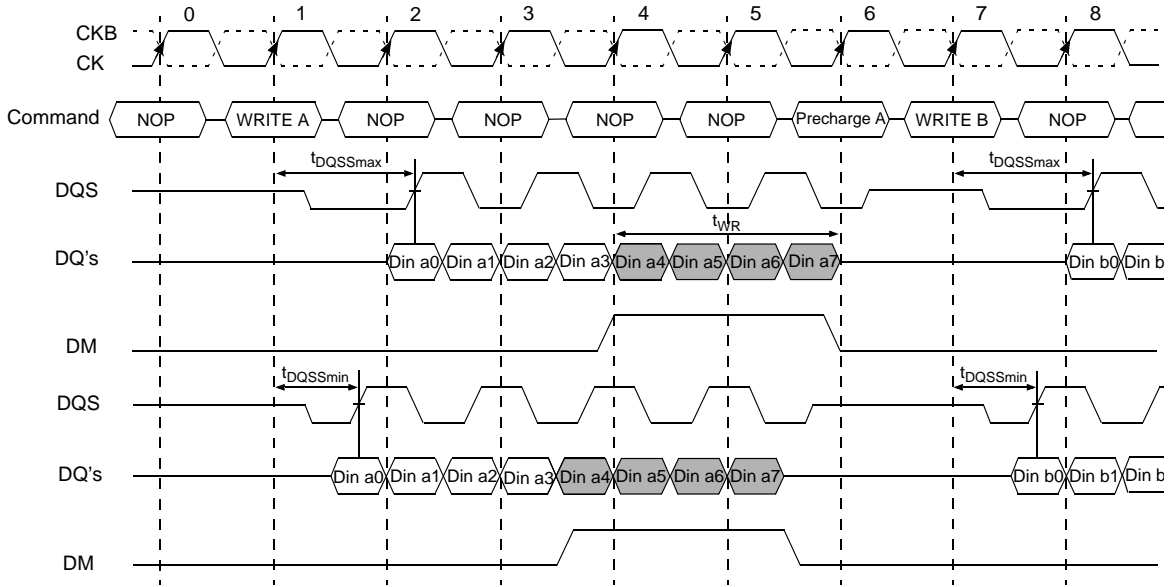 0 1 2 3 4 5 6 7 8
CKB
CK
Command NOP WRITE A NOP NOP NOP NOP Precharge A WRITE B NOP
tDQSSmax tDQSSmax
DQS
tWR
DQ's Din a0 Din a1 Din a2 Din a3 Din a4 Din a5 Din a6 Din a7 Din b0 Din b
DM
tDQSSmin tDQSSmin
DQS
DQ's Din a0 Din a1 Din a2 Din a3 Din a4 Din a5 Din a6 Din a7 Din b0 Din b1 Din b
DM